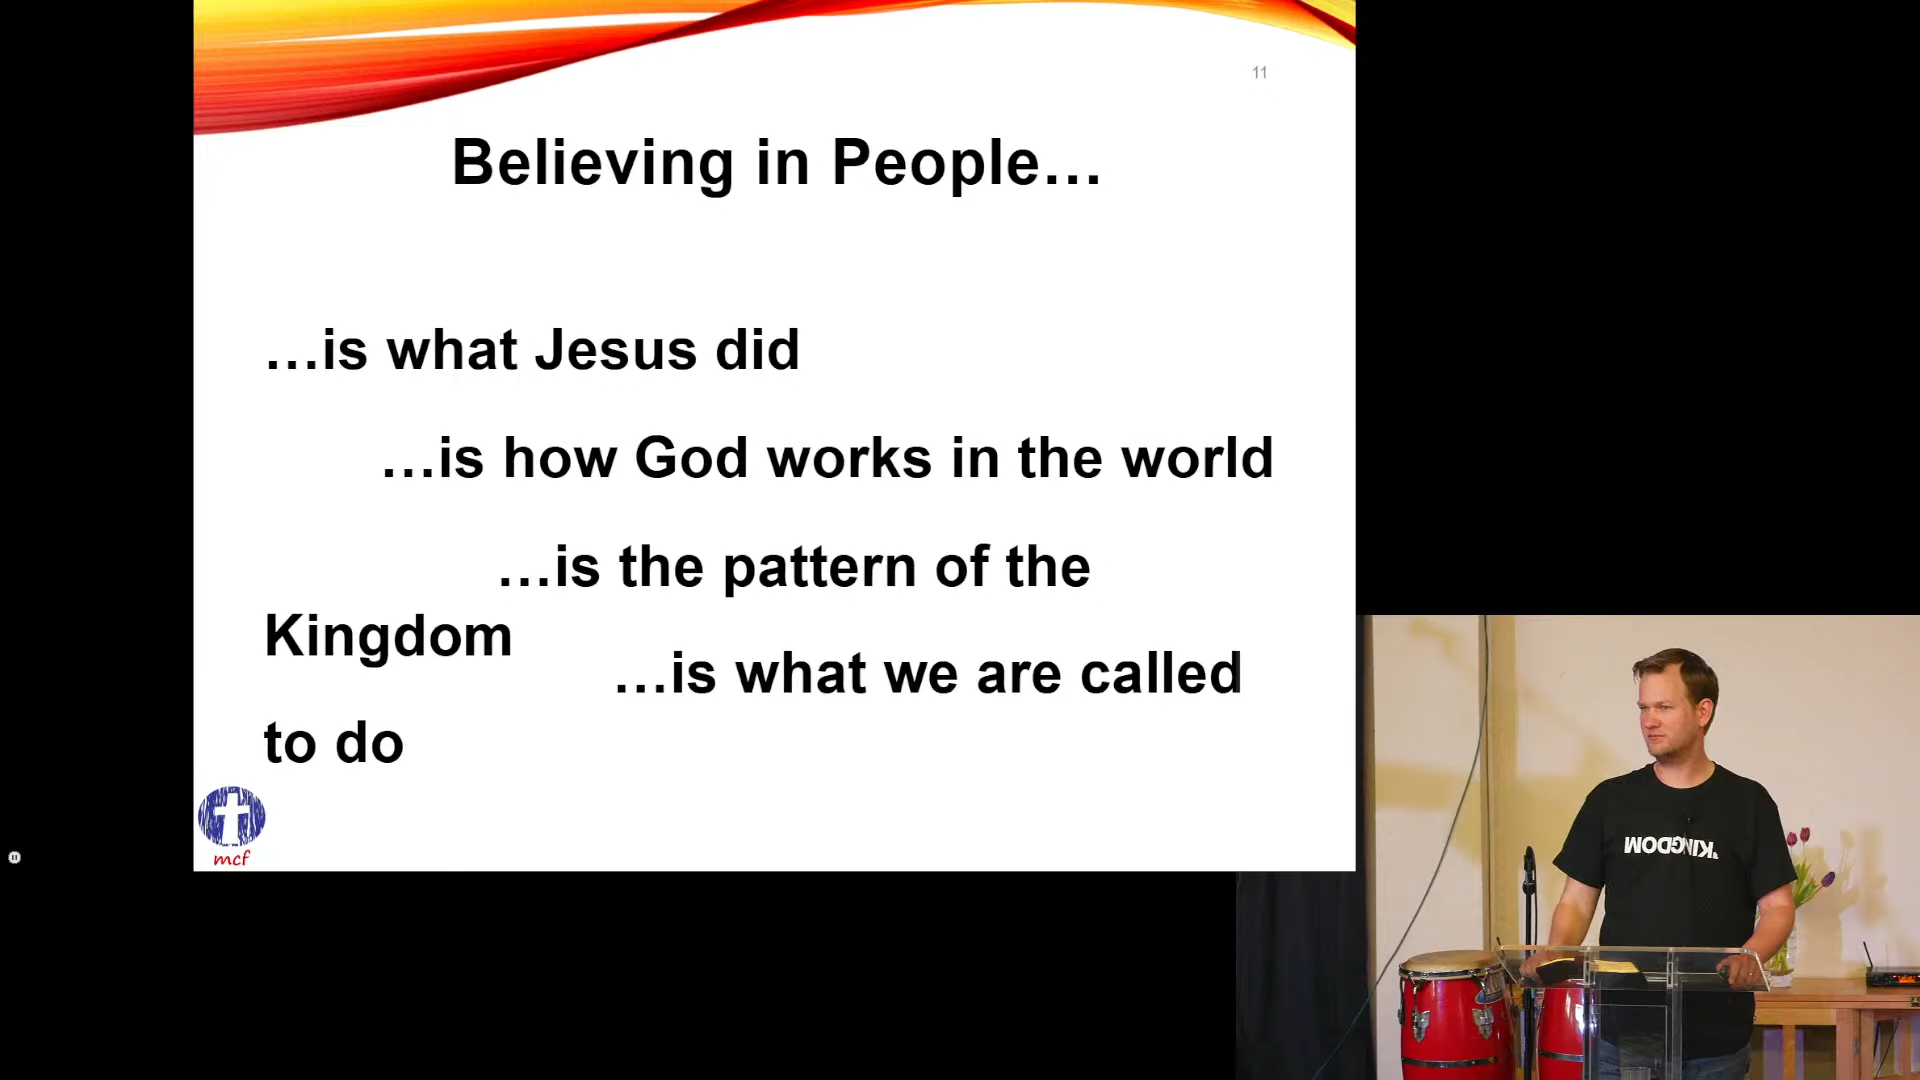 11
Believing in People…
…is what Jesus did
…is how God works in the world
…is the pattern of the
Kingdom
…is what we are called
to do
mcf
KINGDOM